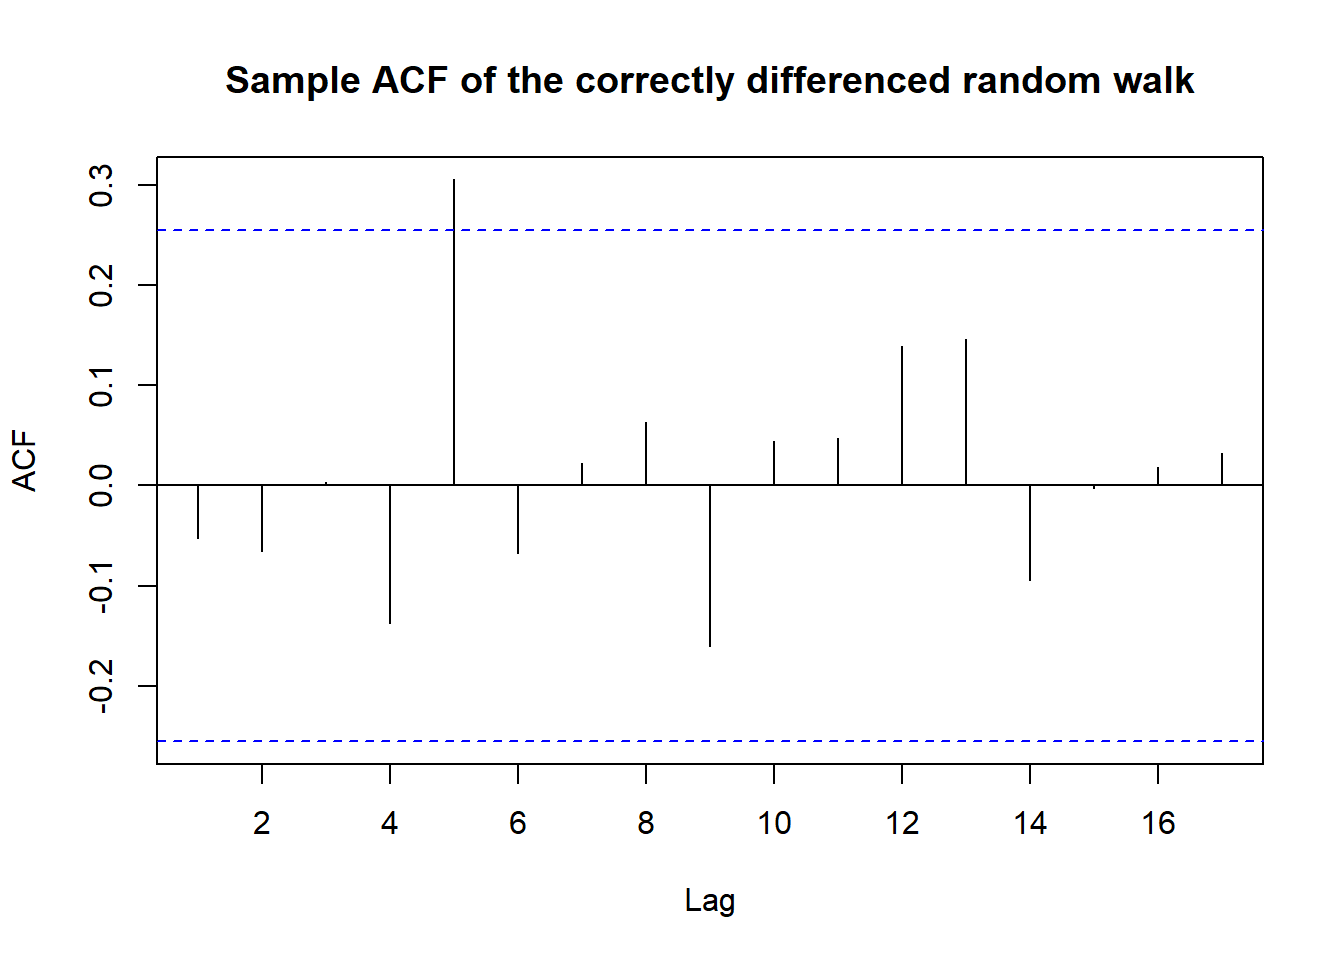 Sample ACF of the correctly differenced random walk
ACF
0.3
0.2
0.1
0.0
-0.1
-0.2
2 4 6 8 10 12 14 16
Lag